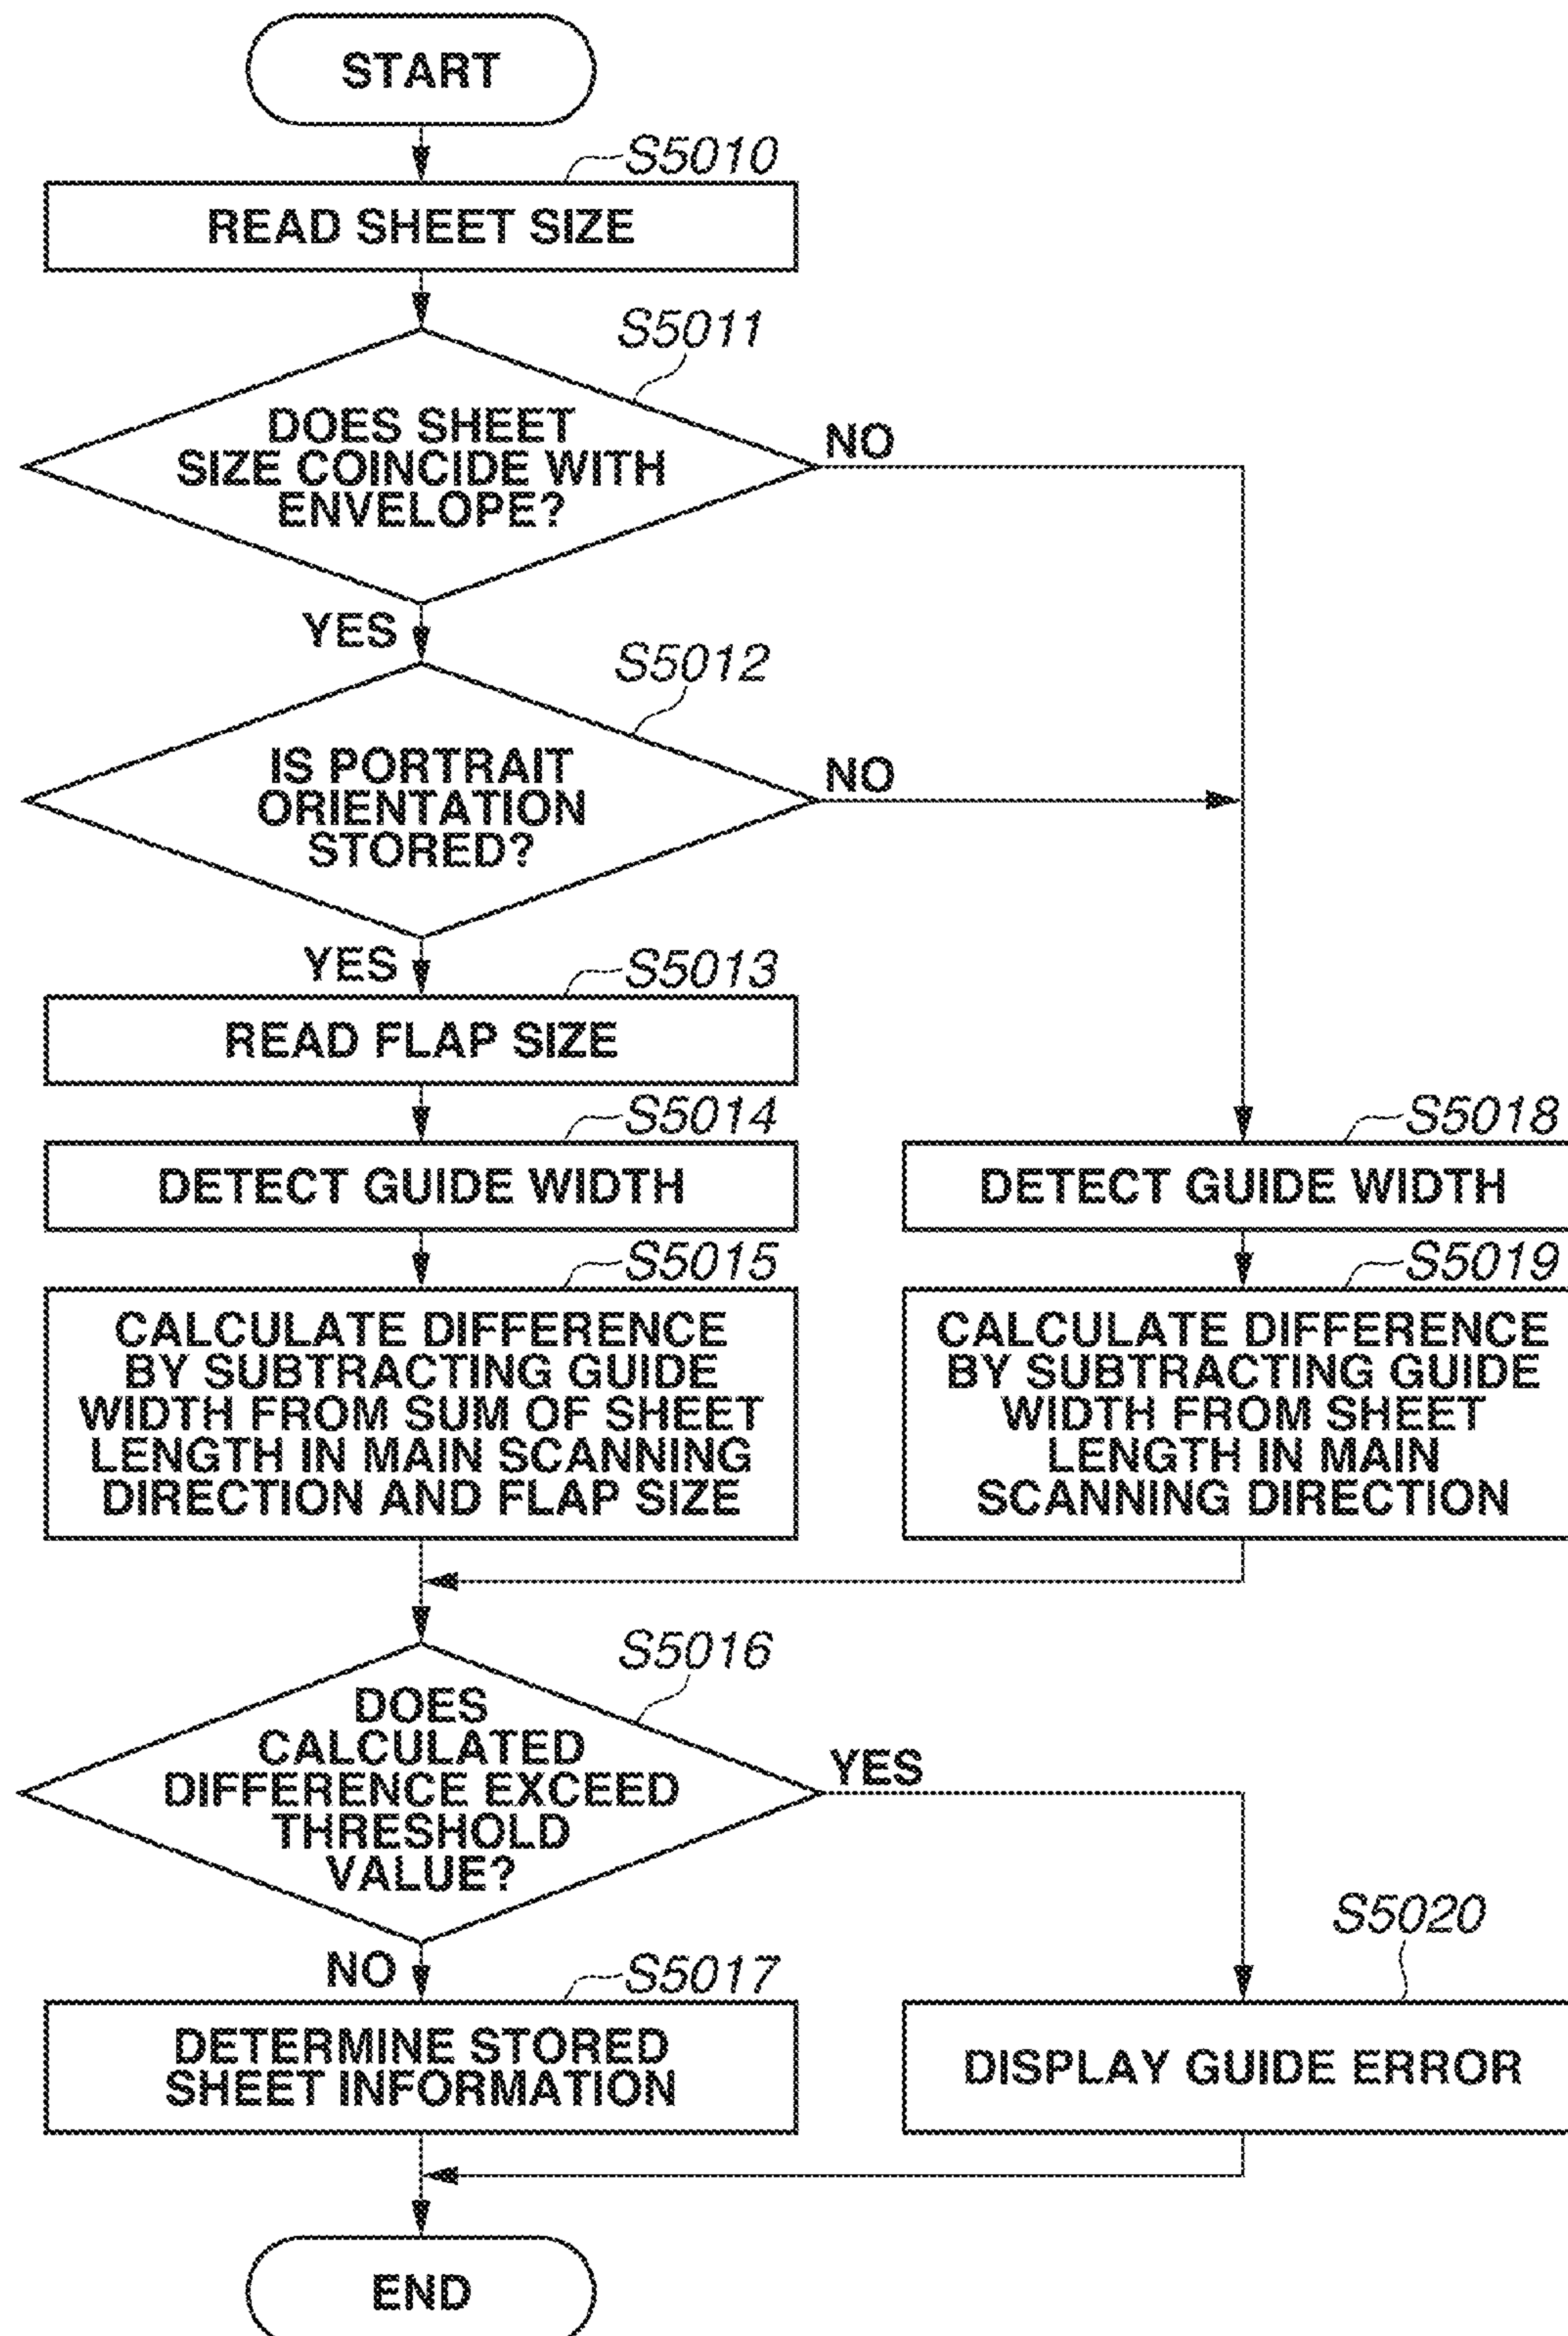 START
S5010
READ SHEET SIZE
S5011
DOES SHEET
SIZE COINCIDE WITH
ENVELOPE?
NO
YES
S5012
IS PORTRAIT
ORIENTATION
STORED?
NO
YES
S5013
READ FLAP SIZE
S5014
DETECT GUIDE WIDTH
S5018
DETECT GUIDE WIDTH
S5015
CALCULATE DIFFERENCE
BY SUBTRACTING GUIDE
WIDTH FROM SUM OF SHEET
LENGTH IN MAIN SCANNING
DIRECTION AND FLAP SIZE
S5019
CALCULATE DIFFERENCE
BY SUBTRACTING GUIDE
WIDTH FROM SHEET
LENGTH IN MAIN
SCANNING DIRECTION
S5016
DOES
CALCULATED
DIFFERENCE EXCEED
THRESHOLD
VALUE?
YES
NO
S5017
DETERMINE STORED
SHEET INFORMATION
S5020
DISPLAY GUIDE ERROR
END